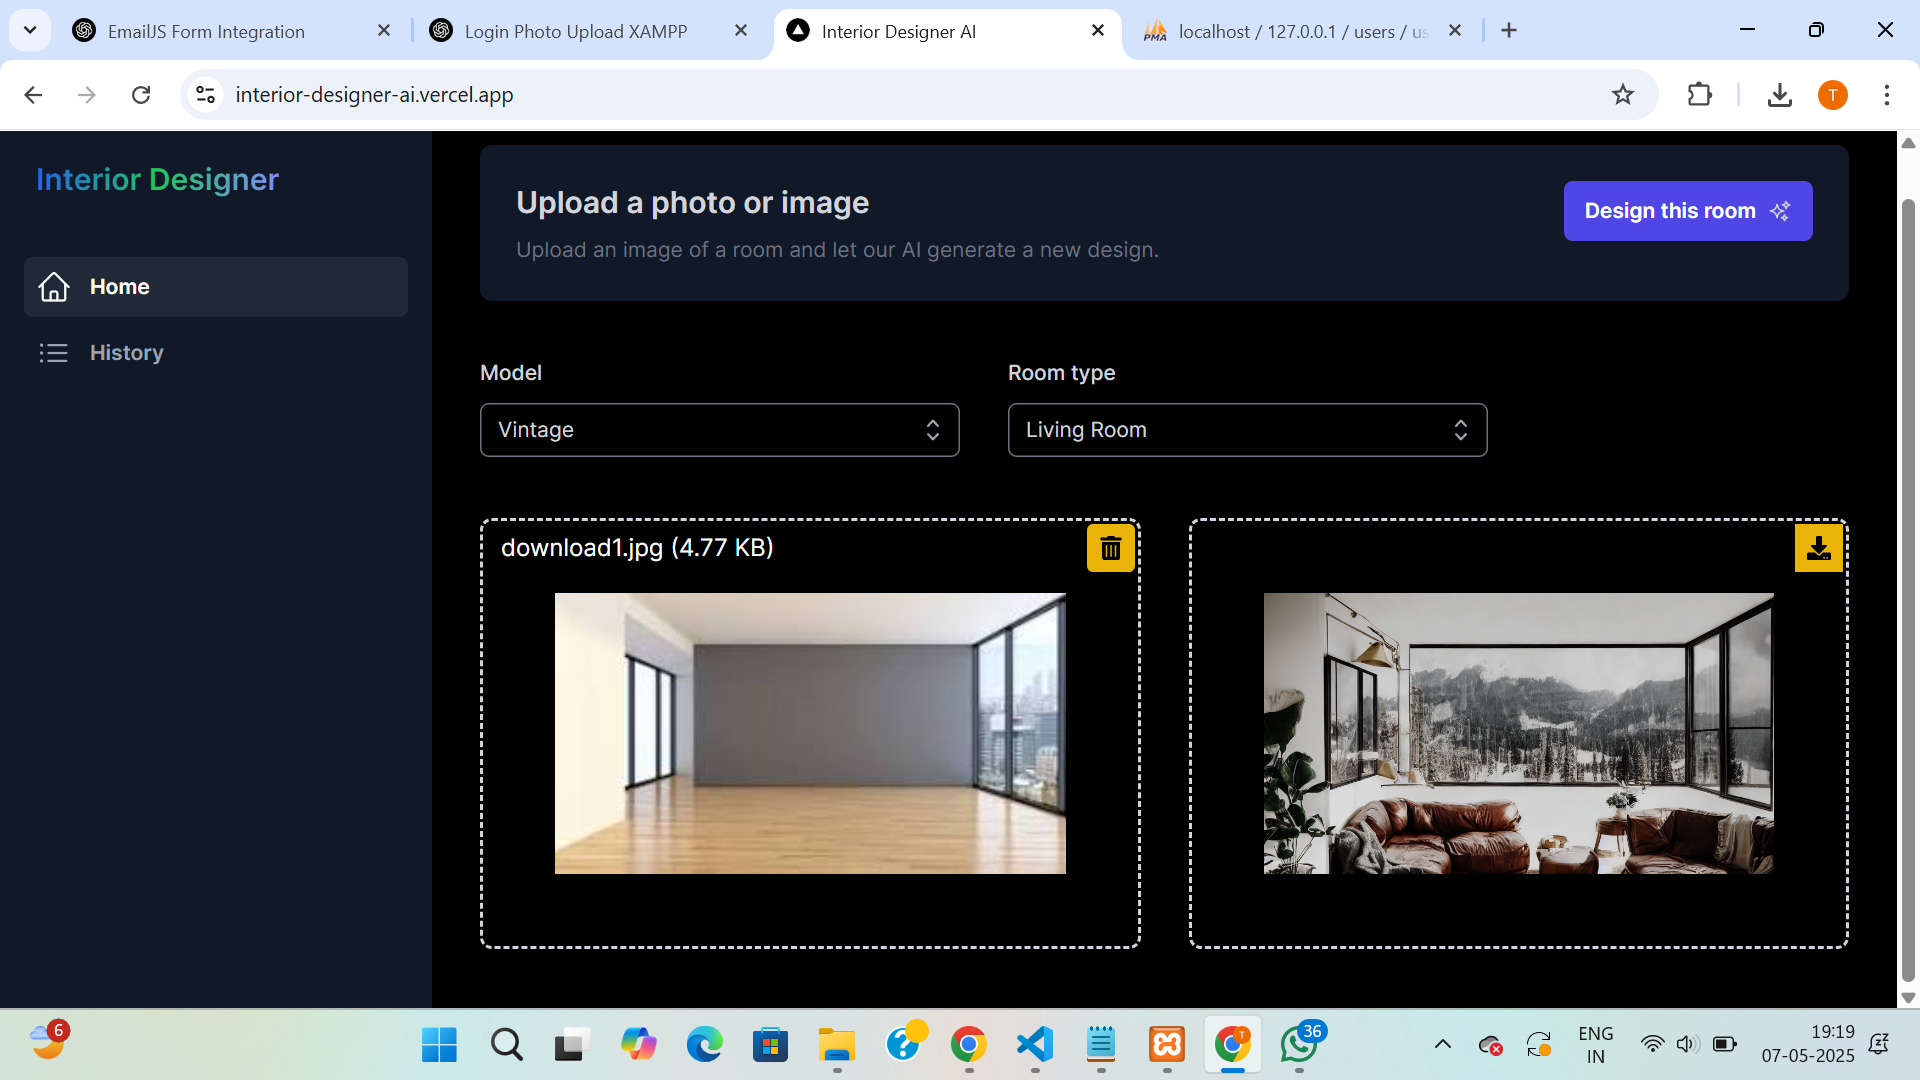 EmailJS Form Integration
Login Photo Upload XAMPP
Interior Designer AI
PMA
localhost / 127.0.0.1 / users / us
interior-designer-ai.vercel.app
T
Interior Designer
Home
History
Upload a photo or image
Upload an image of a room and let our AI generate a new design.
Design this room
Model
Room type
Vintage
Living Room
download1.jpg (4.77 KB)
6
T
36
ENG
IN
19:19
07-05-2025